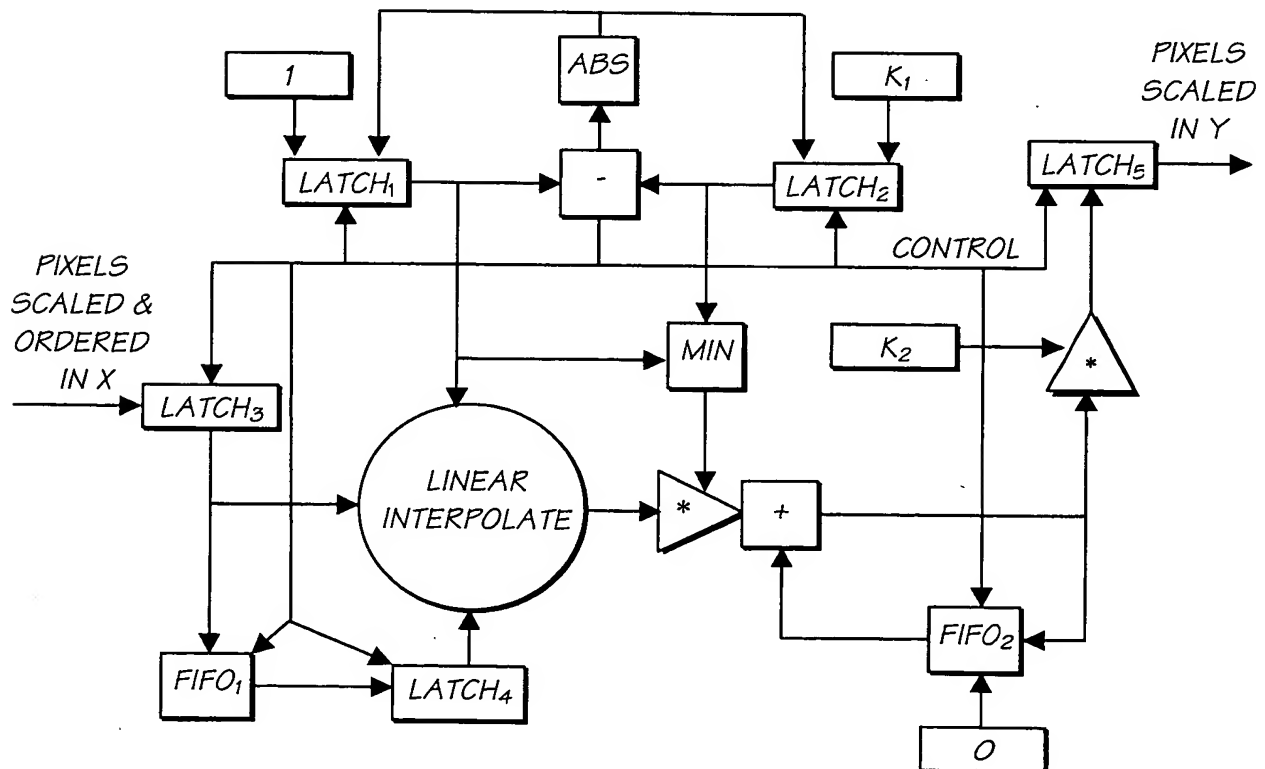 ABS
1
K₁
PIXELS
SCALED
IN Y
LATCH₁
-
LATCH₂
LATCH₅
CONTROL
PIXELS
SCALED &
ORDERED
IN X
MIN
K₂
*
LATCH₃
LINEAR
INTERPOLATE
*
+
FIFO₁
LATCH₄
FIFO₂
0